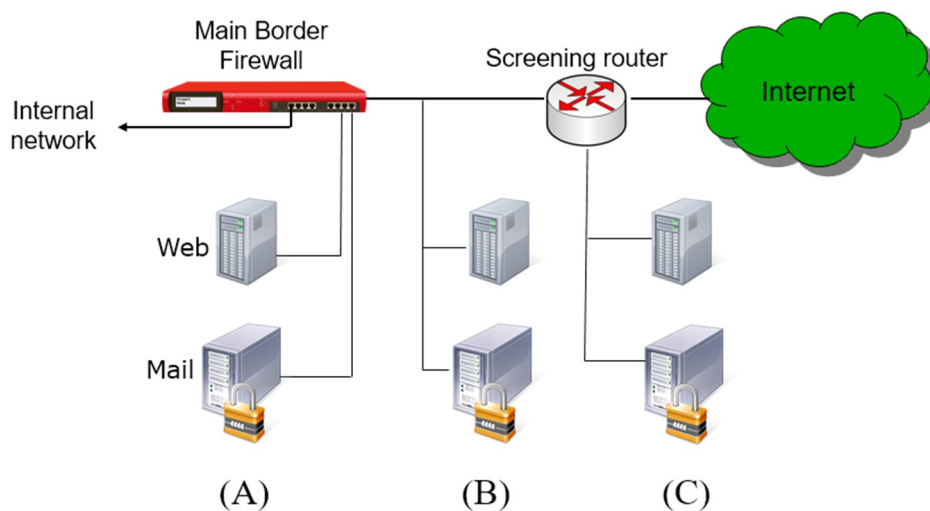 Main Border
Firewall
Screening router
Internet
Internal
network
Web
Mail
(A)
(B)
(C)